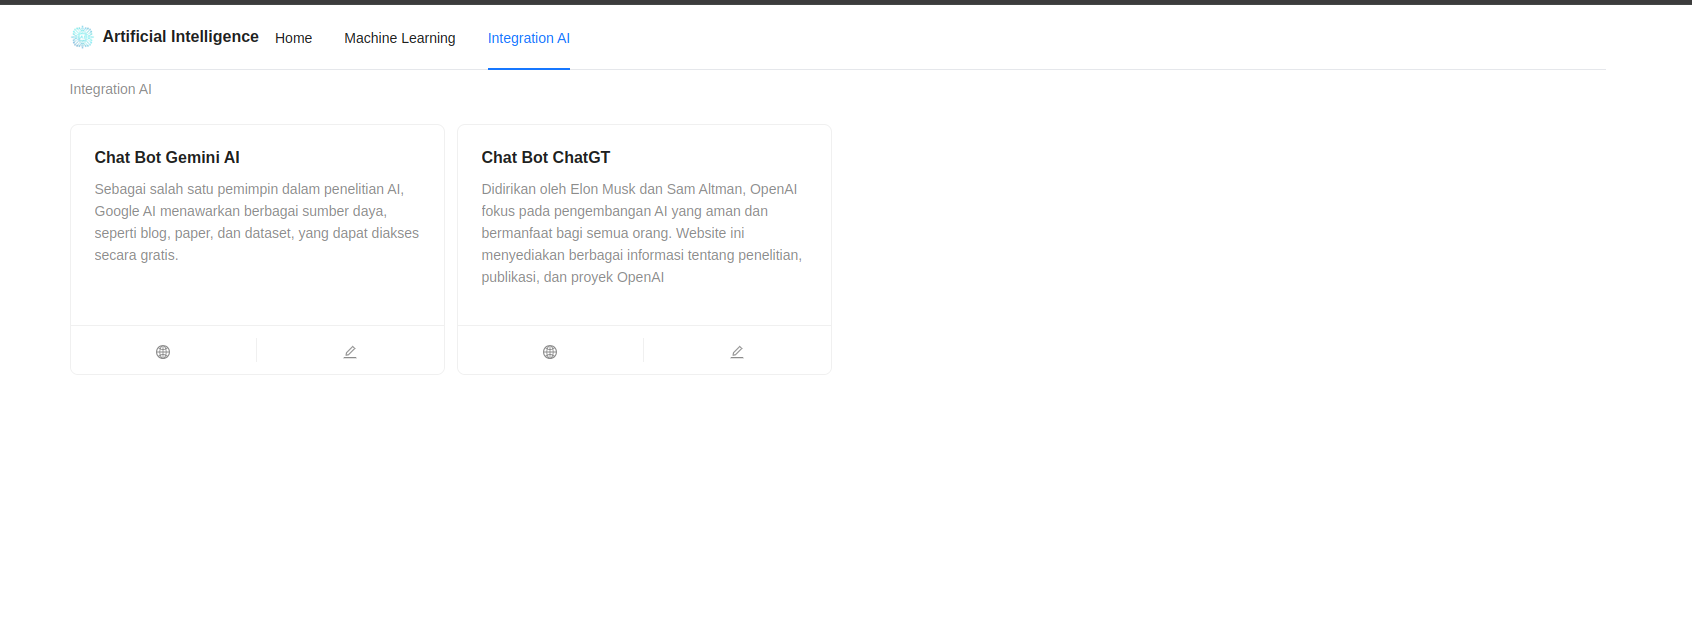 Artificial Intelligence Home Machine Learning Integration AI
Integration AI
Chat Bot Gemini AI
Sebagai salah satu pemimpin dalam penelitian AI,
Google AI menawarkan berbagai sumber daya,
seperti blog, paper, dan dataset, yang dapat diakses
secara gratis.
Chat Bot ChatGT
Didirikan oleh Elon Musk dan Sam Altman, OpenAI
fokus pada pengembangan AI yang aman dan
bermanfaat bagi semua orang. Website ini
menyediakan berbagai informasi tentang penelitian,
publikasi, dan proyek OpenAI